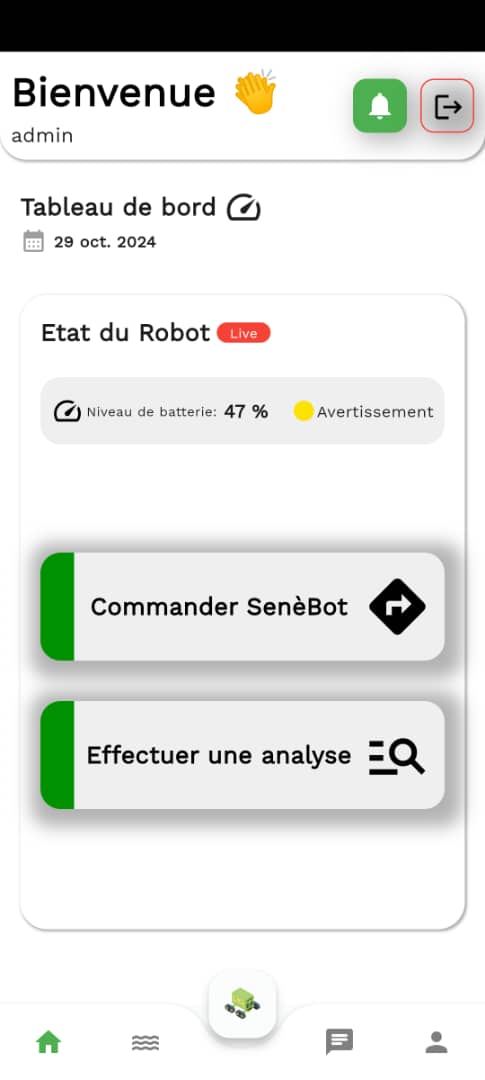 Bienvenue 👋
admin
Tableau de bord
29 oct. 2024
Etat du Robot Live
Niveau de batterie: 47 % Avertissement
Commander SenèBot
Effectuer une analyse